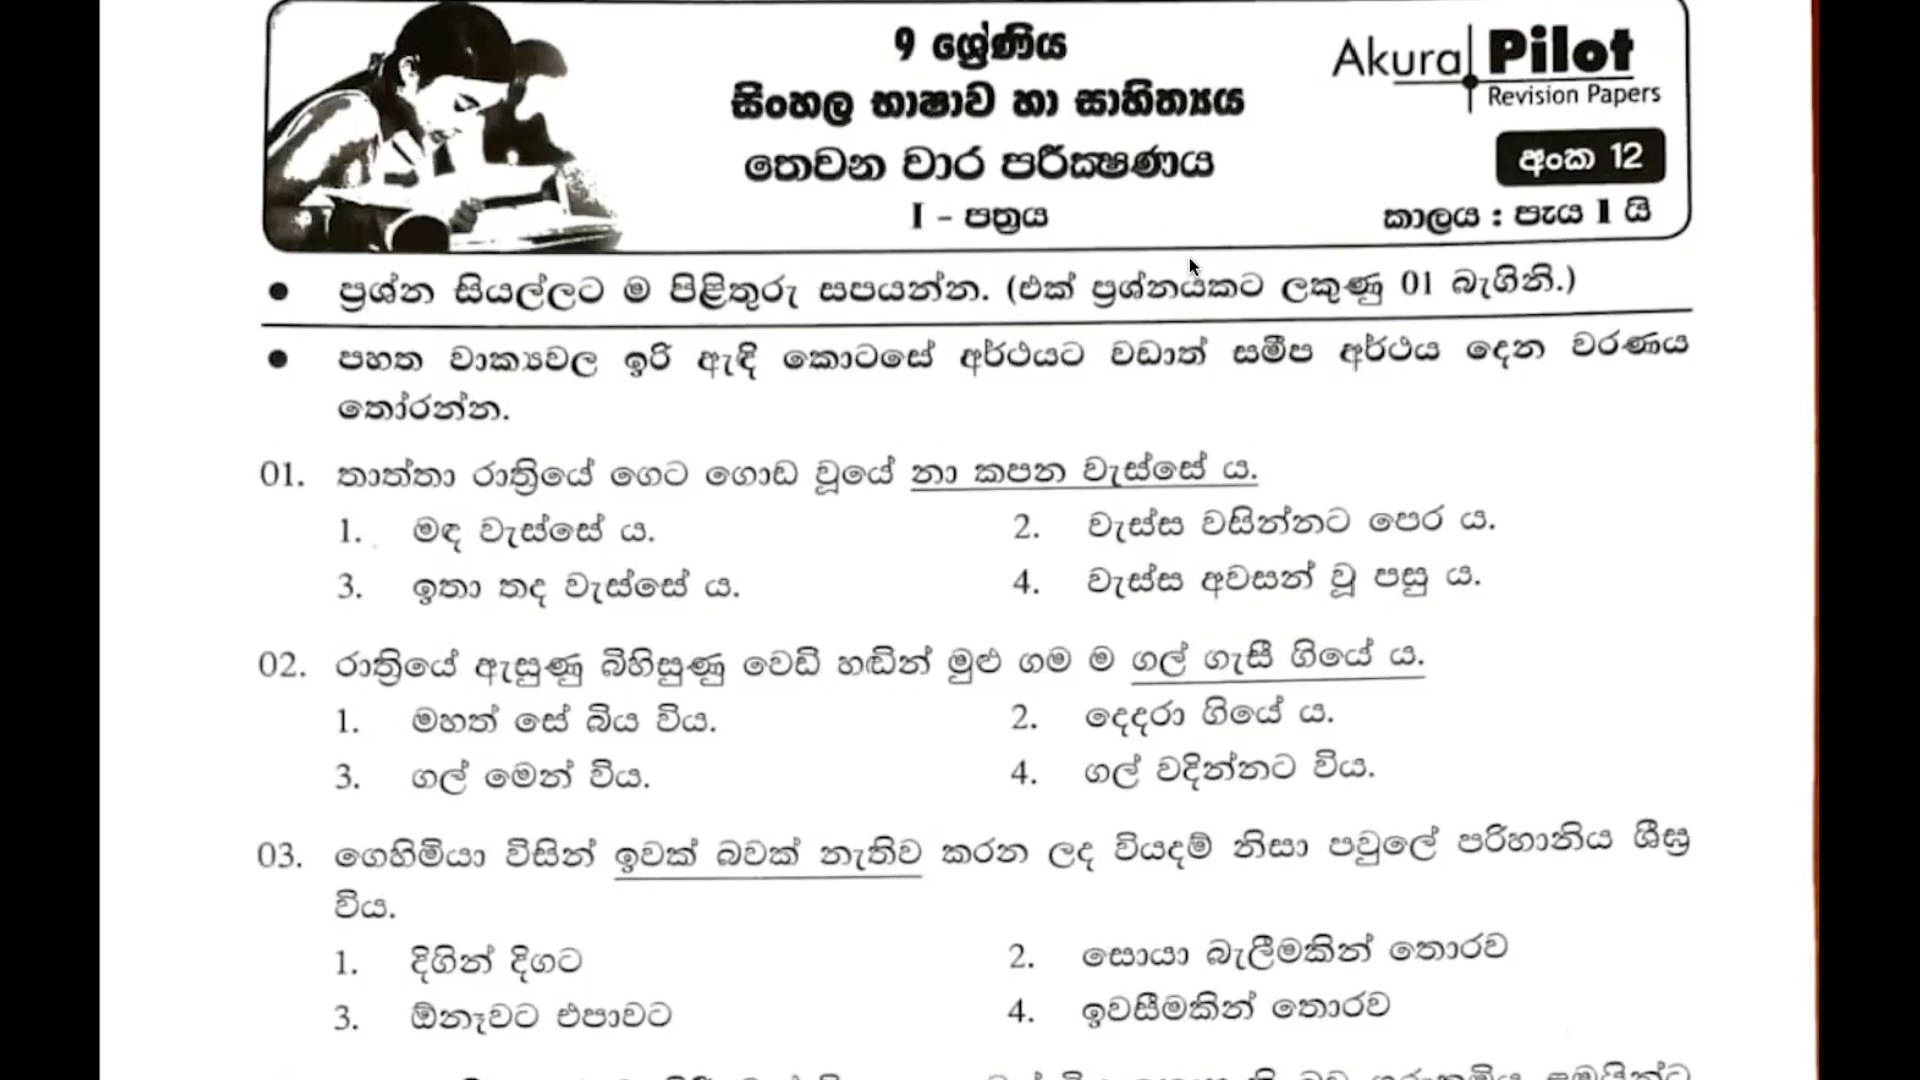 9 ශ්‍රේණිය
සිංහල භාෂාව හා සාහිත්‍යය
තෙවන වාර පරීක්ෂණය
I - පත්‍රය
Akura Pilot
Revision Papers
අංක 12
කාලය : පැය 1 යි
● ප්‍රශ්න සියල්ලට ම පිළිතුරු සපයන්න. (එක් ප්‍රශ්නයකට ලකුණු 01 බැගිනි.)
● පහත වාක්‍යවල ඉරි ඇඳි කොටසේ අර්ථයට වඩාත් සමීප අර්ථය දෙන වරණය
තෝරන්න.
01. තාත්තා රාත්‍රියේ ගෙට ගොඩ වූයේ නා කපන වැස්සේ ය.
1. මඳ වැස්සේ ය. 2. වැස්ස වසින්නට පෙර ය.
3. ඉතා තද වැස්සේ ය. 4. වැස්ස අවසන් වූ පසු ය.
02. රාත්‍රියේ ඇසුණු බිහිසුණු වෙඩි හඬින් මුළු ගම ම ගල් ගැසී ගියේ ය.
1. මහත් සේ බිය විය. 2. දෙදරා ගියේ ය.
3. ගල් මෙන් විය. 4. ගල් වදින්නට විය.
03. ගෙහිමියා විසින් ඉවක් බවක් නැතිව කරන ලද වියදම් නිසා පවුලේ පරිහානිය ශීඝ්‍ර
විය.
1. දිගින් දිගට 2. සොයා බැලීමකින් තොරව
3. ඕනෑවට එපාවට 4. ඉවසීමකින් තොරව